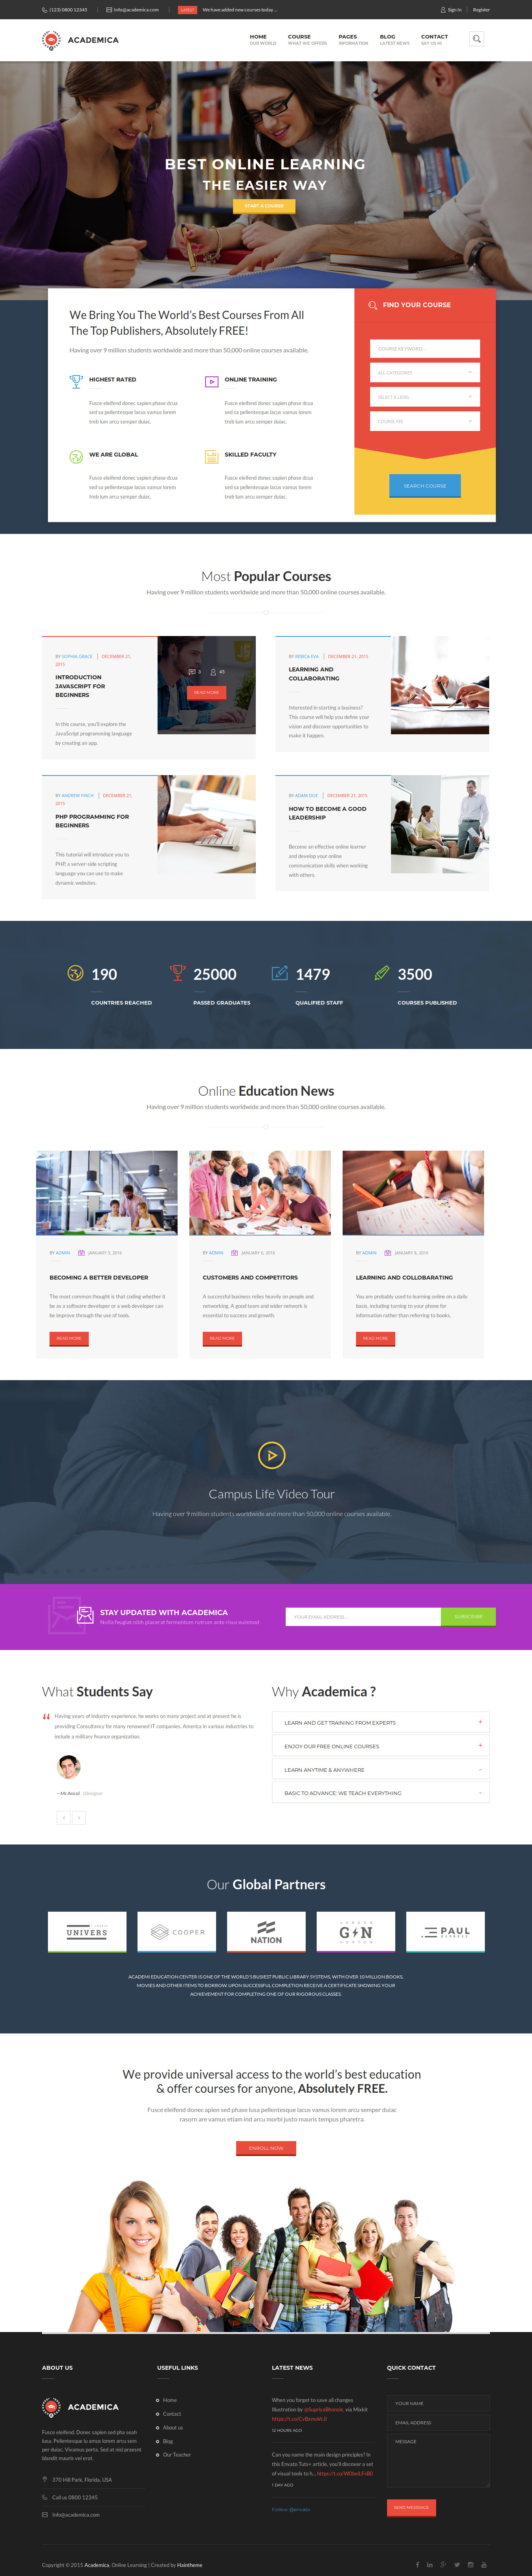 (123) 0800 12345
Info@academica.com
LATEST
We have added new courses today ...
Sign In
Register
ACADEMICA
HOME
OUR WORLD
COURSE
WHAT WE OFFERS
PAGES
INFORMATION
BLOG
LATEST NEWS
CONTACT
SAY US HI
BEST ONLINE LEARNING
THE EASIER WAY
START A COURSE
We Bring You The World's Best Courses From All
The Top Publishers, Absolutely FREE!
Having over 9 million students worldwide and more than 50,000 online courses available.
HIGHEST RATED
Fusce eleifend donec sapien phase dcua
sed sa pellentesque lacus vamus lorem
treb lum arcu semper duiac.
ONLINE TRAINING
Fusce eleifend donec sapien phase dcua
sed sa pellentesque lacus vamus lorem
treb lum arcu semper duiac.
WE ARE GLOBAL
Fusce eleifend donec sapien phase dcua
sed sa pellentesque lacus vamus lorem
treb lum arcu semper duiac.
SKILLED FACULTY
Fusce eleifend donec sapien phase dcua
sed sa pellentesque lacus vamus lorem
treb lum arcu semper duiac.
FIND YOUR COURSE
COURSE KEYWORD...
ALL CATEGORIES
SELECT A LEVEL
COURSE FEE
SEARCH COURSE
Most Popular Courses
Having over 9 million students worldwide and more than 50,000 online courses available.
BY SOPHIA GRACE | DECEMBER 21,
2015
INTRODUCTION
JAVASCRIPT FOR
BEGINNERS
In this course, you'll explore the
JavaScript programming language
by creating an app.
3
45
READ MORE
BY REBECA EVA | DECEMBER 21, 2015
LEARNING AND
COLLABORATING
Interested in starting a business?
This course will help you define your
vision and discover opportunities to
make it happen.
BY ANDREW FINCH | DECEMBER 21,
2015
PHP PROGRAMMING FOR
BEGINNERS
This tutorial will introduce you to
PHP, a server-side scripting
language you can use to make
dynamic websites.
BY ADAM DOE | DECEMBER 21, 2015
HOW TO BECOME A GOOD
LEADERSHIP
Become an effective online learner
and develop your online
communication skills when working
with others.
190
COUNTRIES REACHED
25000
PASSED GRADUATES
1479
QUALIFIED STAFF
3500
COURSES PUBLISHED
Online Education News
Having over 9 million students worldwide and more than 50,000 online courses available.
BY ADMIN
JANUARY 3, 2016
BECOMING A BETTER DEVELOPER
The most common thought is that coding whether it
be as a software developer or a web developer can
be improve through the use of tools.
READ MORE
BY ADMIN
JANUARY 6, 2016
CUSTOMERS AND COMPETITORS
A successful business relies heavily on people and
networking. A good team and wider network is
essential to success and growth.
READ MORE
BY ADMIN
JANUARY 8, 2016
LEARNING AND COLLOBARATING
You are probably used to learning online on a daily
basis, including turning to your phone for
information rather than referring to books.
READ MORE
Campus Life Video Tour
Having over 9 million students worldwide and more than 50,000 online courses available.
STAY UPDATED WITH ACADEMICA
Nulla feugiat nibh placerat fermentum rutrum ante risus euismod
YOUR EMAIL ADDRESS...
SUBSCRIBE
What Students Say
Having years of Industry experience, he works on many project and at present he is
providing Consultancy for many renowned IT companies. America in various industries to
include a military finance organization.
-- Mr.Ansal
/Designer
Why Academica ?
LEARN AND GET TRAINING FROM EXPERTS
ENJOY OUR FREE ONLINE COURSES
LEARN ANYTIME & ANYWHERE
BASIC TO ADVANCE: WE TEACH EVERYTHING
Our Global Partners
UNIVERS
COOPER
NATION
G N
PAUL
EXPRESS
ACADEMI EDUCATION CENTER IS ONE OF THE WORLD'S BUSIEST PUBLIC LIBRARY SYSTEMS, WITH OVER 10 MILLION BOOKS,
MOVIES AND OTHER ITEMS TO BORROW. UPON SUCCESSFUL COMPLETION RECEIVE A CERTIFICATE SHOWING YOUR
ACHIEVEMENT FOR COMPLETING ONE OF OUR RIGOROUS CLASSES.
We provide universal access to the world's best education
& offer courses for anyone, Absolutely FREE.
Fusce eleifend donec apien sed phase lusa pellentesque lacus vamus lorem arcu semper duiac
rasorn are vamus etiam ind arcu morbi justo mauris tempus pharetra.
ENROLL NOW
ABOUT US
ACADEMICA
Fusce eleifend. Donec sapien sed pha seah
lusa. Pellentesque lu amus lorem arcu sem
per duiac. Vivamus porta. Sed at nisl praesnt
blandit mauris vel erat.
370 Hill Park, Florida, USA
Call us 0800 12345
Info@academica.com
USEFUL LINKS
Home
Contact
About us
Blog
Our Teacher
LATEST NEWS
When you forget to save all changes
Illustration by @SupriyaBhonsle, via Mixkit
12 HOURS AGO
Can you name the main design principles? In
this Envato Tuts+ article, you'll discover a set
of visual tools to h...
1 DAY AGO
Follow @envato
QUICK CONTACT
YOUR NAME
EMAIL ADDRESS
MESSAGE
SEND MESSAGE
Copyright © 2015 Academica. Online Learning | Created by Haintheme